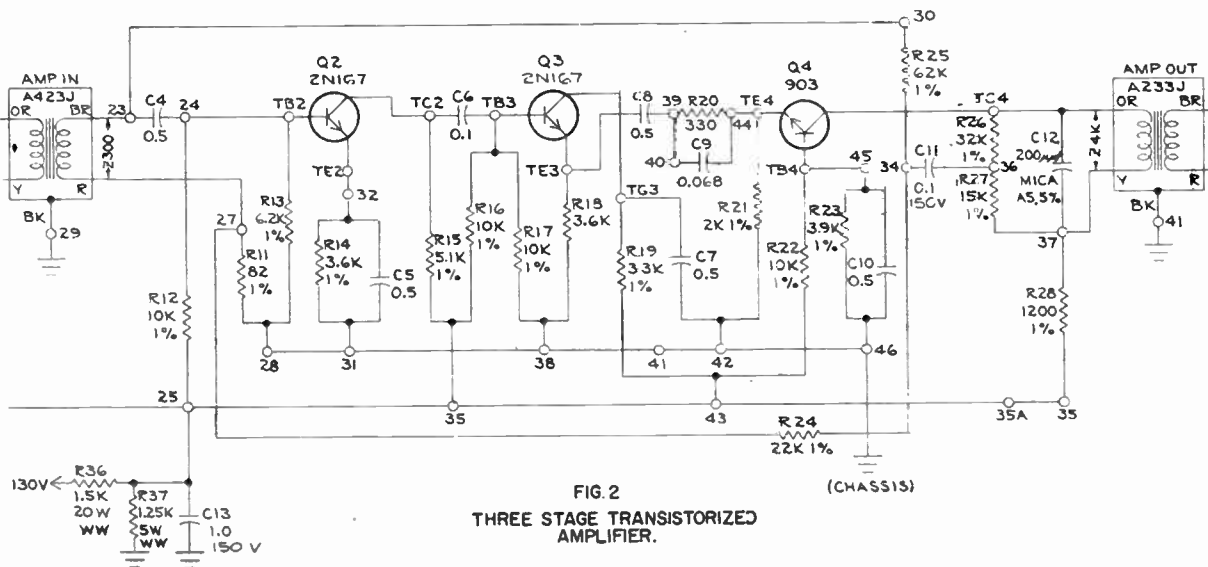 AMP IN
A423J
OR
BR
Y
R
BK
29
2300
23
C4
0.5
24
27
R11
82
1%
R12
10K
1%
R13
6.2K
1%
TB2
Q2
2N167
TE2
32
R14
3.6K
1%
C5
0.5
TC2
C6
0.1
TB3
R15
5.1K
1%
R16
10K
1%
R17
10K
1%
Q3
2N167
TE3
R18
3.6K
TG3
R19
3.3K
1%
C7
0.5
C8
0.5
39
R20
330
44
TE4
40
C9
0.068
R21
2K 1%
Q4
903
TB4
45
R22
10K
1%
R23
3.9K
1%
C10
0.5
30
R25
62K
1%
34
C11
0.1
150V
TC4
R26
32K
1%
36
R27
15K
1%
C12
MICA
A5,5%
24K
37
R28
1200
1%
AMP OUT
A233J
OR
BR
Y
R
BK
41
28
31
38
41
42
46
25
35
43
35A
35
R24
22K 1%
(CHASSIS)
130V
R36
1.5K
20W
WW
R37
1.25K
5W
WW
C13
1.0
150 V
FIG. 2
THREE STAGE TRANSISTORIZED
AMPLIFIER.